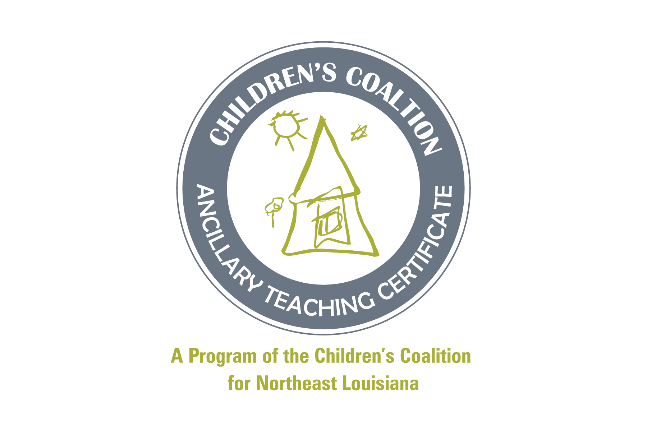 CHILDREN'S COALTION
ANCILLARY TEACHING CERTIFICATE
A Program of the Children's Coalition
for Northeast Louisiana